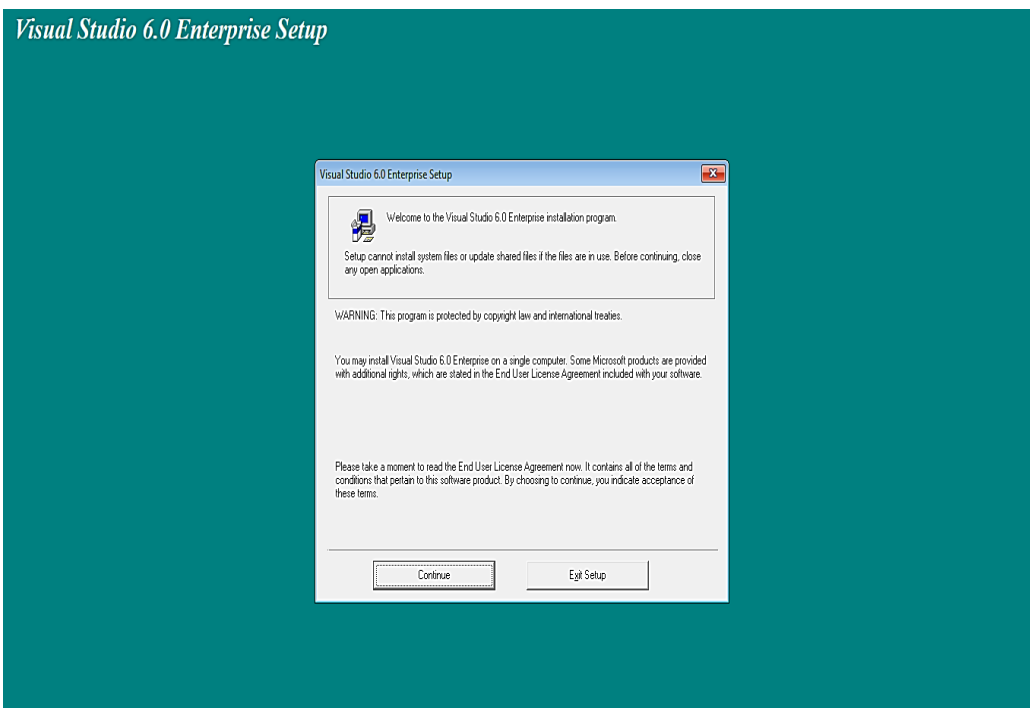 Visual Studio 6.0 Enterprise Setup
Visual Studio 6.0 Enterprise Setup
Welcome to the Visual Studio 6.0 Enterprise installation program.
Setup cannot install system files or update shared files if the files are in use. Before continuing, close
any open applications.
WARNING: This program is protected by copyright law and international treaties.
You may install Visual Studio 6.0 Enterprise on a single computer. Some Microsoft products are provided
with additional rights, which are stated in the End User License Agreement included with your software.
Please take a moment to read the End User License Agreement now. It contains all of the terms and
conditions that pertain to this software product. By choosing to continue, you indicate acceptance of
these terms.
Continue
Exit Setup